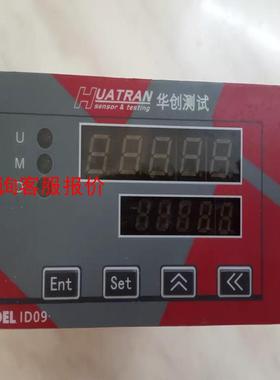 HUATRAN 华创测试
sensor & testing
U
M
询客服报价
Ent
Set
DEL ID09